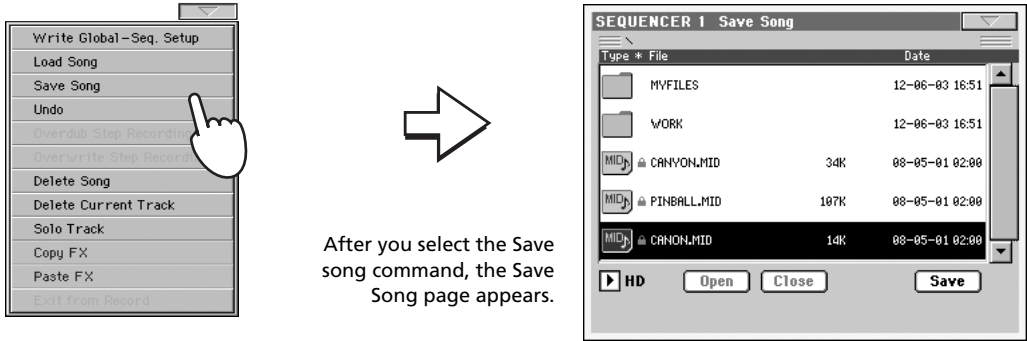 Write Global-Seq. Setup
Load Song
Save Song
Undo
Overdub Step Recording
Overwrite Step Recordi
Delete Song
Delete Current Track
Solo Track
Copy FX
Paste FX
Exit from Record
After you select the Save
song command, the Save
Song page appears.
SEQUENCER 1 Save Song
Type * File Date
MYFILES 12-06-03 16:51
WORK 12-06-03 16:51
MID CANYON.MID 34K 08-05-01 02:00
MID PINBALL.MID 107K 08-05-01 02:00
MID CANON.MID 14K 08-05-01 02:00
HD Open Close Save